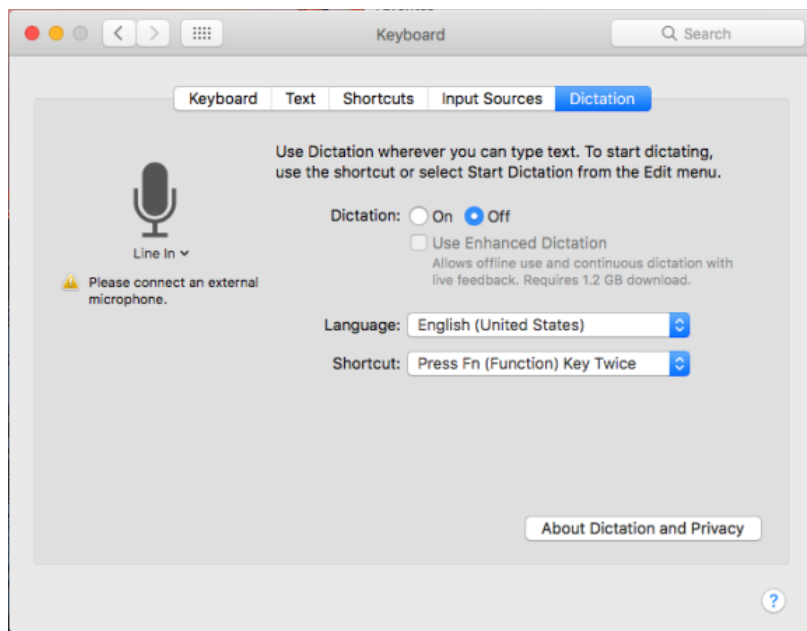 Keyboard
Search
Keyboard Text Shortcuts Input Sources Dictation
Use Dictation wherever you can type text. To start dictating,
use the shortcut or select Start Dictation from the Edit menu.
Line In
Please connect an external
microphone.
Dictation: On Off
Use Enhanced Dictation
Allows offline use and continuous dictation with
live feedback. Requires 1.2 GB download.
Language: English (United States)
Shortcut: Press Fn (Function) Key Twice
About Dictation and Privacy
?